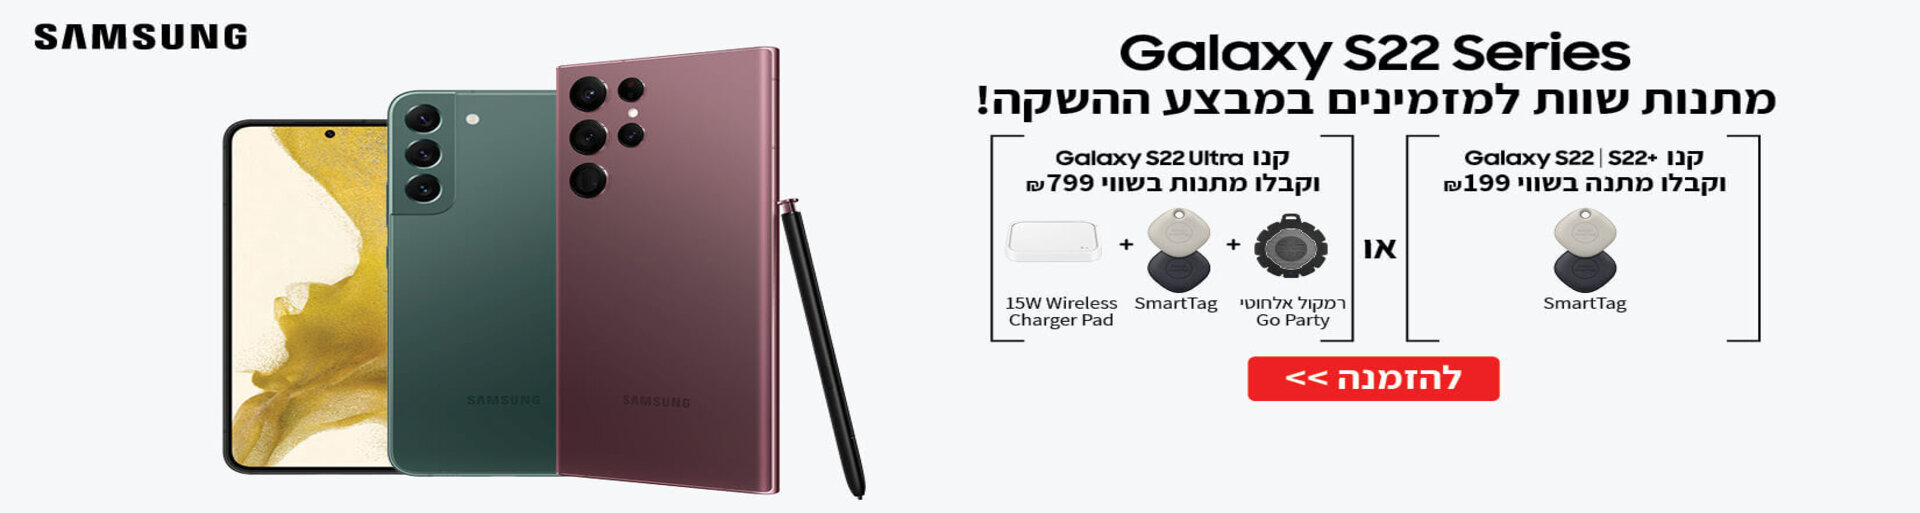 SAMSUNG
Galaxy S22 Series
מתנות שוות למזמינים במבצע ההשקה!
קנו Galaxy S22 | S22+
וקבלו מתנה בשווי 199₪
SmartTag
או
קנו Galaxy S22 Ultra
וקבלו מתנות בשווי 799₪
רמקול אלחוטי
Go Party
+
SmartTag
+
15W Wireless
Charger Pad
להזמנה >>
SAMSUNG
SAMSUNG